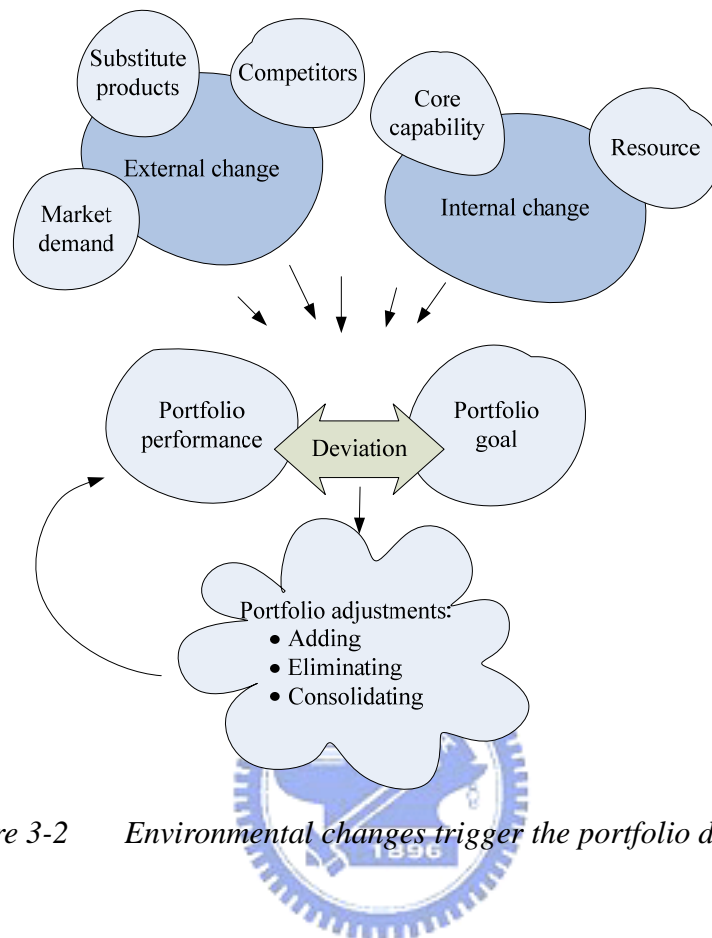 Substitute
products
Competitors
External change
Market
demand
Core
capability
Resource
Internal change
Portfolio
performance
Deviation
Portfolio
goal
Portfolio adjustments:
● Adding
● Eliminating
● Consolidating
re 3-2 Environmental changes trigger the portfolio d
1896